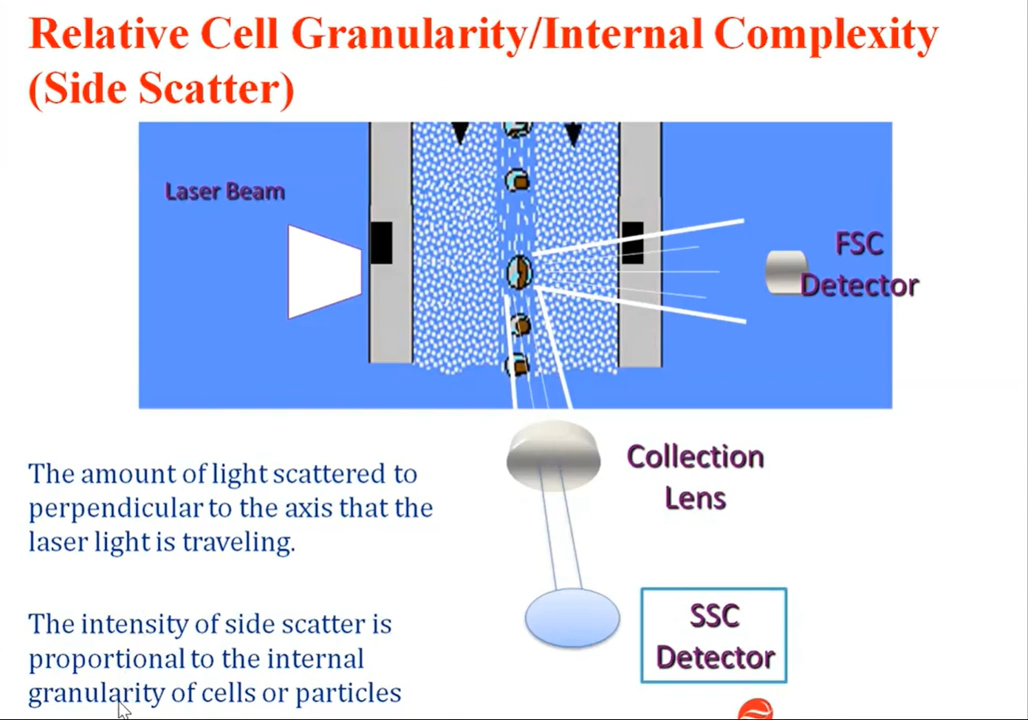 Relative Cell Granularity/Internal Complexity
(Side Scatter)
Laser Beam
FSC
Detector
Collection
Lens
The amount of light scattered to
perpendicular to the axis that the
laser light is traveling.
SSC
Detector
The intensity of side scatter is
proportional to the internal
granularity of cells or particles